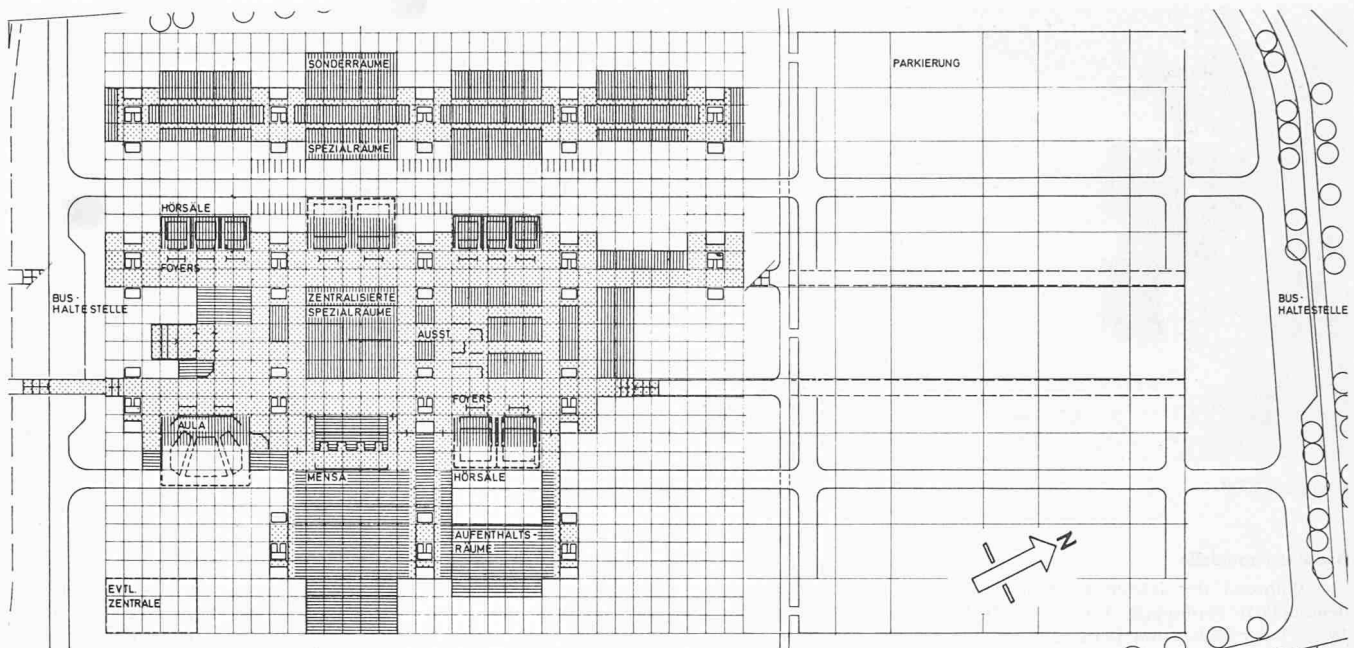 SONDERRÄUME
PARKIERUNG
SPEZIALRÄUME
HÖRSÄLE
FOYERS
BUS-
HALTESTELLE
ZENTRALISIERTE
SPEZIALRÄUME
AUSST.
BUS-
HALTESTELLE
FOYERS
AULA
MENSA
HÖRSÄLE
AUFENTHALTS-
RÄUME
N
EVTL.
ZENTRALE